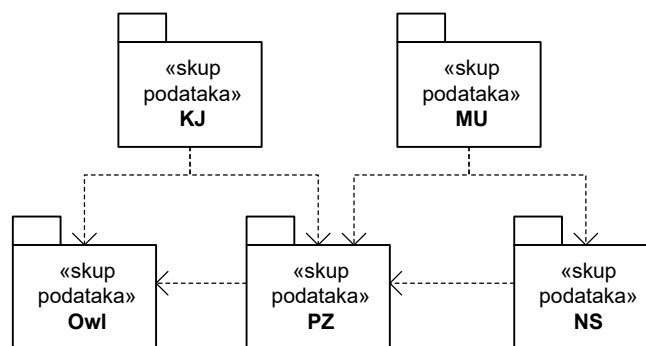 «skup
podataka»
KJ
«skup
podataka»
MU
«skup
podataka»
Owl
«skup
podataka»
PZ
«skup
podataka»
NS